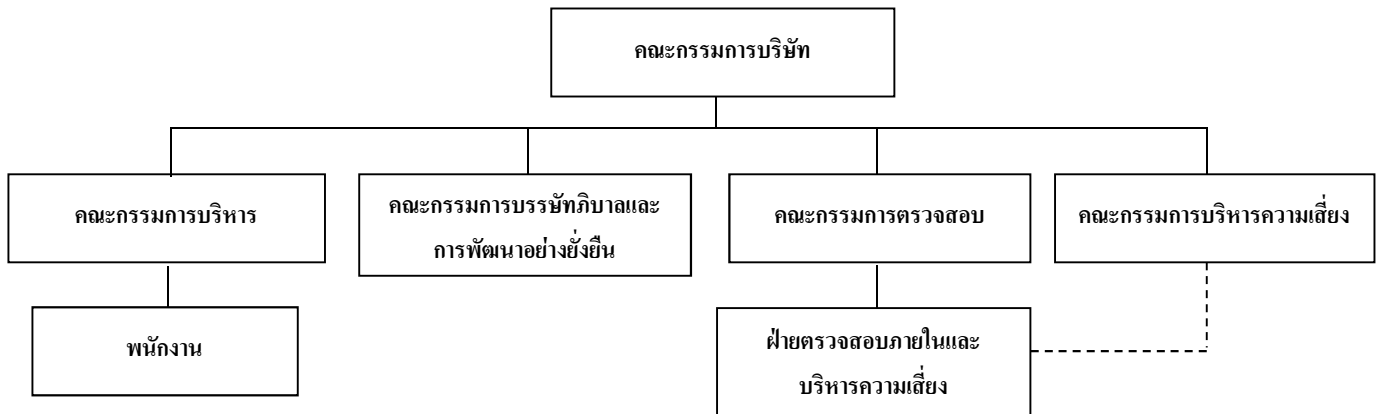 คณะกรรมการบริษัท
คณะกรรมการบริหาร
คณะกรรมการบรรษัทภิบาลและ
การพัฒนาอย่างยั่งยืน
คณะกรรมการตรวจสอบ
คณะกรรมการบริหารความเสี่ยง
พนักงาน
ฝ่ายตรวจสอบภายในและ
บริหารความเสี่ยง